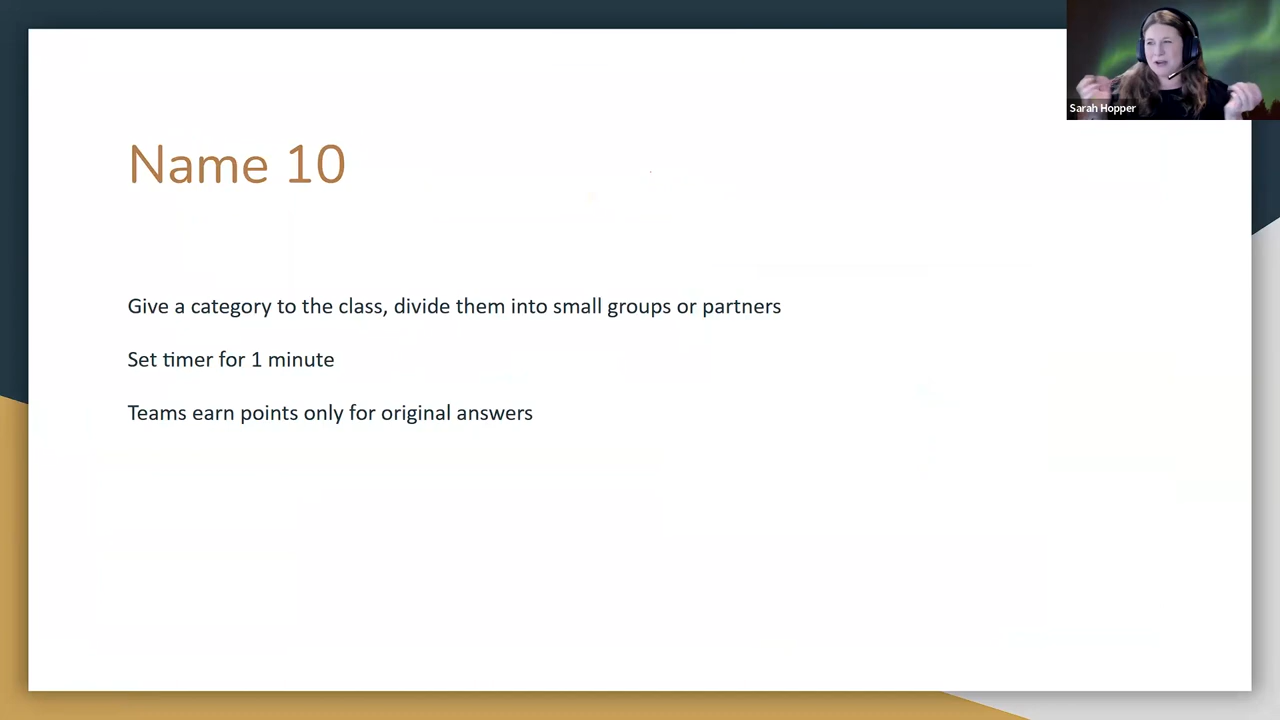 Sarah Hopper
Name 10
Give a category to the class, divide them into small groups or partners
Set timer for 1 minute
Teams earn points only for original answers